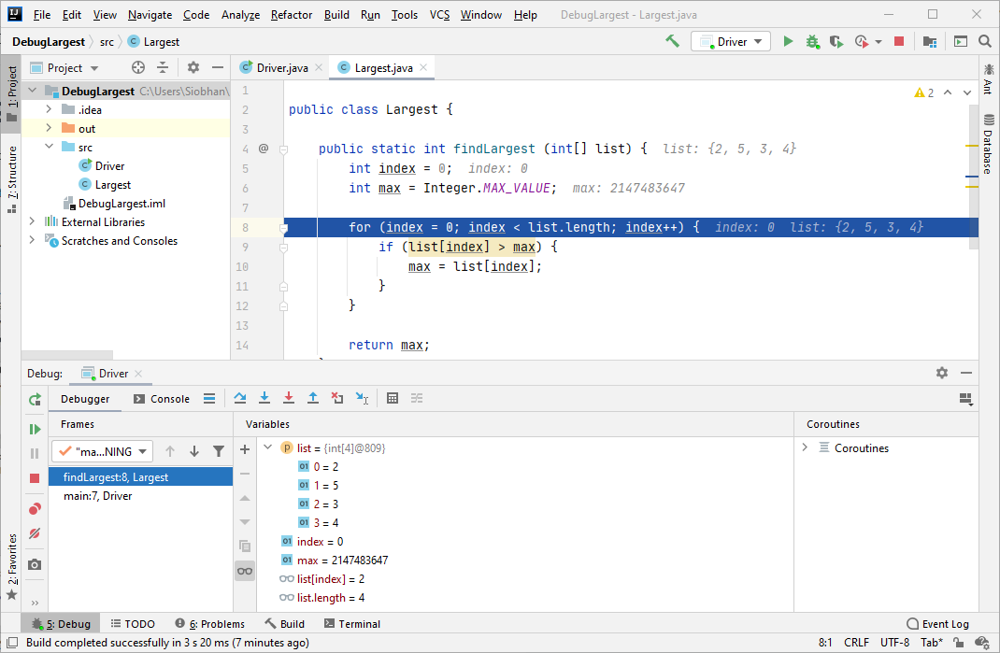 File Edit View Navigate Code Analyze Refactor Build Run Tools VCS Window Help DebugLargest - Largest.java
DebugLargest src Largest Driver
1: Project
7: Structure
2: Favorites
Project
DebugLargest C:\Users\Siobhan\
.idea
out
src
Driver
Largest
DebugLargest.iml
External Libraries
Scratches and Consoles
Driver.java Largest.java
1 2
2 public class Largest {
3
4 @ public static int findLargest (int[] list) { list: {2, 5, 3, 4}
5 int index = 0; index: 0
6 int max = Integer.MAX_VALUE; max: 2147483647
7
8 for (index = 0; index < list.length; index++) { index: 0 list: {2, 5, 3, 4}
9 if (list[index] > max) {
10 max = list[index];
11 }
12 }
13
14 return max;
Ant
Database
Debug: Driver
Debugger Console
Frames
"ma...NING
findLargest:8, Largest
main:7, Driver
Variables
list = {int[4]@809}
0 = 2
1 = 5
2 = 3
3 = 4
index = 0
max = 2147483647
list[index] = 2
list.length = 4
Coroutines
Coroutines
5: Debug TODO 6: Problems Build Terminal Event Log
Build completed successfully in 3 s 20 ms (7 minutes ago) 8:1 CRLF UTF-8 Tab*